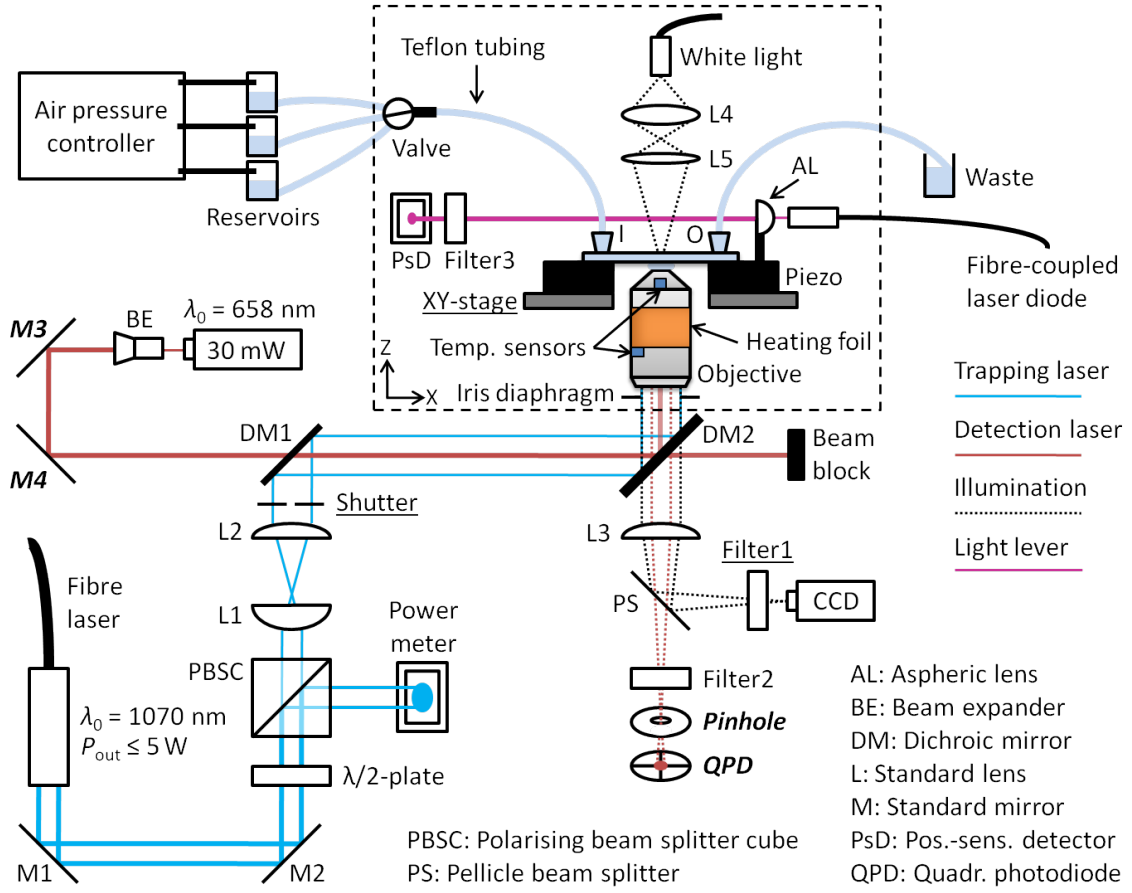 Teflon tubing
White light
Air pressure
controller
L4
Valve
L5
AL
Waste
Reservoirs
I
O
PsD
Filter3
Piezo
Fibre-coupled
laser diode
XY-stage
M3
BE
λ₀ = 658 nm
30 mW
Temp. sensors
Heating foil
Z
X
Objective
Iris diaphragm
Trapping laser
DM1
DM2
Beam
block
Detection laser
M4
Shutter
Illumination
L2
L3
Filter1
Light lever
Fibre
laser
L1
Power
meter
PS
CCD
PBSC
Filter2
AL: Aspheric lens
λ₀ = 1070 nm
Pinhole
BE: Beam expander
P_out ≤ 5 W
DM: Dichroic mirror
λ/2-plate
QPD
L: Standard lens
M: Standard mirror
PBSC: Polarising beam splitter cube
PsD: Pos.-sens. detector
M1
M2
PS: Pellicle beam splitter
QPD: Quadr. photodiode